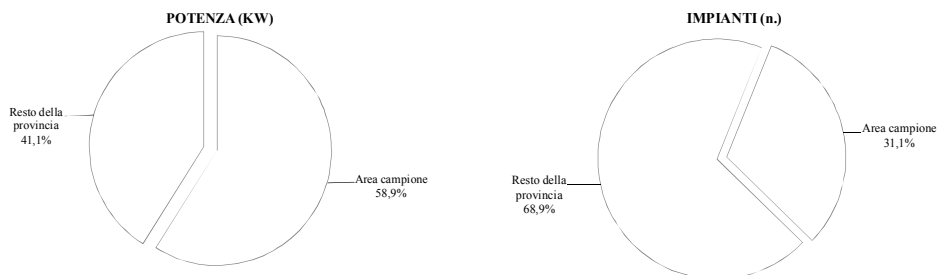 POTENZA (KW)
Resto della
provincia
41,1%
Area campione
58,9%
IMPIANTI (n.)
Area campione
31,1%
Resto della
provincia
68,9%